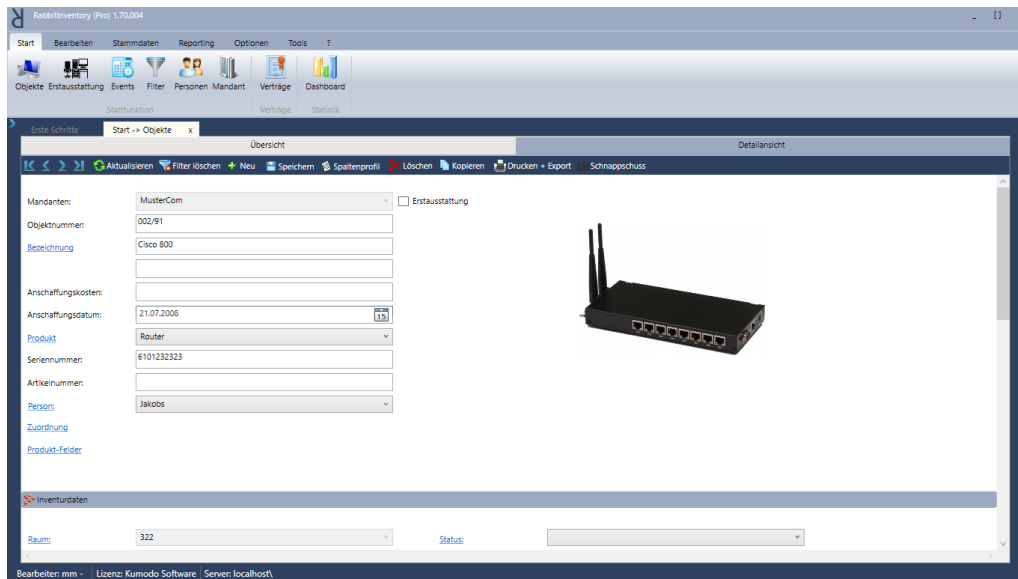 RabbitInventory (Pro) 1.70.004
Start Bearbeiten Stammdaten Reporting Optionen Tools ?
Objekte Erstausstattung Events Filter Personen Mandant Verträge Dashboard
Startfunktion Verträge Statistik
Erste Schritte Start -> Objekte x
Übersicht Detailansicht
Aktualisieren Filter löschen Neu Speichern Spaltenprofil Löschen Kopieren Drucken + Export Schnappschuss
Mandanten: MusterCom Erstausstattung
Objektnummer: 002/91
Bezeichnung Cisco 800
Anschaffungskosten:
Anschaffungsdatum: 21.07.2008 15
Produkt Router
Seriennummer: 6101232323
Artikelnummer:
Person: Jakobs
Zuordnung
Produkt-Felder
Inventurdaten
Raum: 322 Status:
Bearbeiter: mm - Lizenz: Kumodo Software Server: localhost\